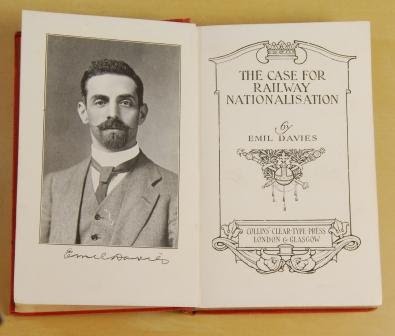 Emil Davies
THE CASE FOR
RAILWAY
NATIONALISATION
by
EMIL DAVIES
COLLINS' CLEAR-TYPE PRESS
LONDON & GLASGOW